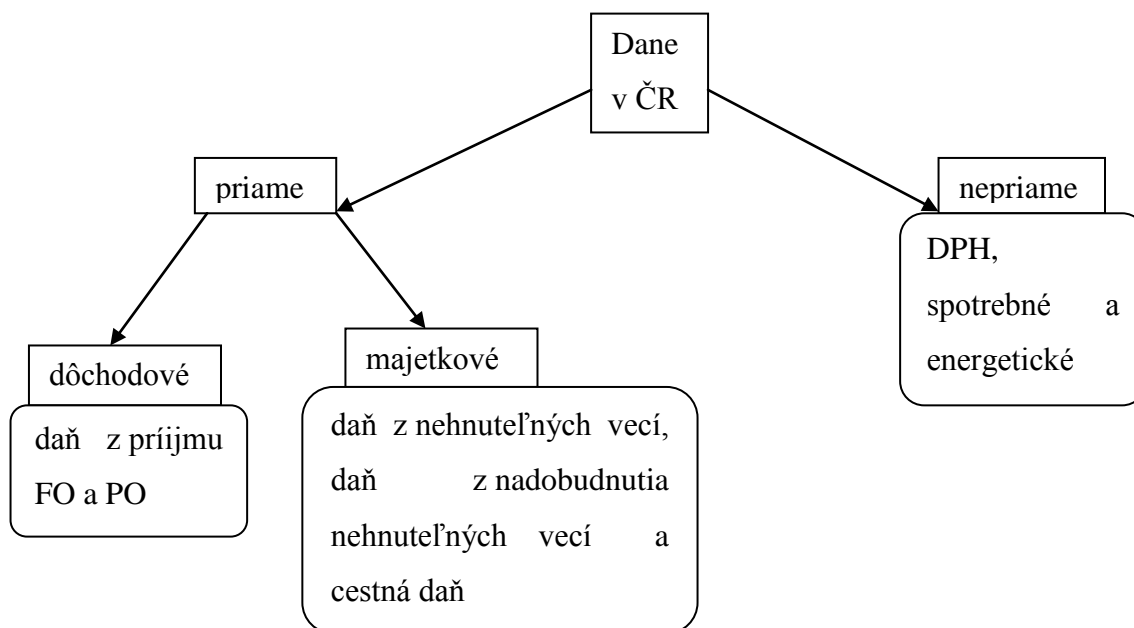 Dane
v ČR
priame
nepriame
DPH,
spotrebné a
energetické
dôchodové
daň z príijmu
FO a PO
majetkové
daň z nehnuteľných vecí,
daň z nadobudnutia
nehnuteľných vecí a
cestná daň